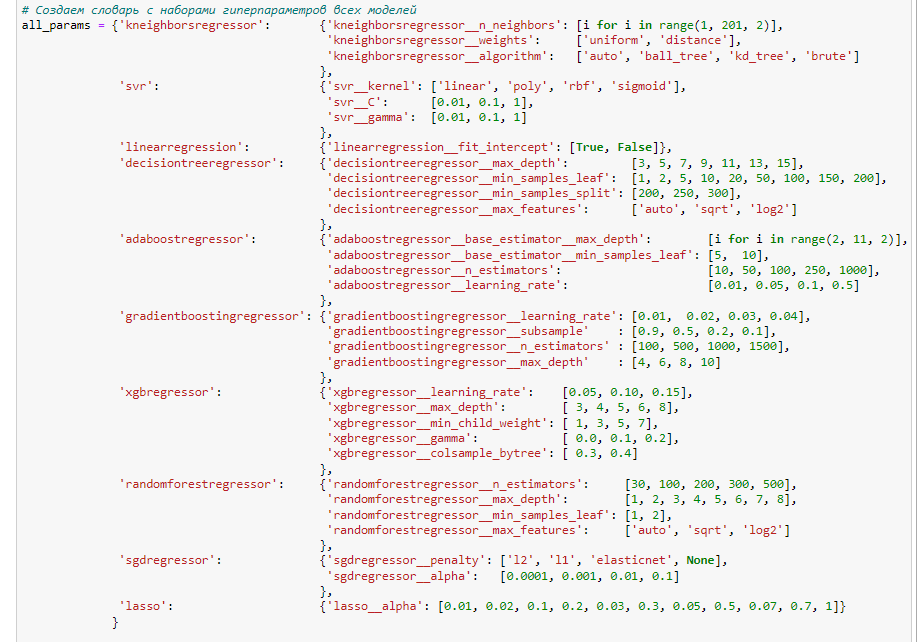 # Создаем словарь с наборами гиперпараметров всех моделей
all_params = {'kneighborsregressor':      {'kneighborsregressor__n_neighbors': [i for i in range(1, 201, 2)],
'kneighborsregressor__weights':     ['uniform', 'distance'],
'kneighborsregressor__algorithm':   ['auto', 'ball_tree', 'kd_tree', 'brute']
},
'svr':                      {'svr__kernel': ['linear', 'poly', 'rbf', 'sigmoid'],
'svr__C':      [0.01, 0.1, 1],
'svr__gamma':  [0.01, 0.1, 1]
},
'linearregression':         {'linearregression__fit_intercept': [True, False]},
'decisiontreeregressor':    {'decisiontreeregressor__max_depth':         [3, 5, 7, 9, 11, 13, 15],
'decisiontreeregressor__min_samples_leaf':  [1, 2, 5, 10, 20, 50, 100, 150, 200],
'decisiontreeregressor__min_samples_split': [200, 250, 300],
'decisiontreeregressor__max_features':      ['auto', 'sqrt', 'log2']
},
'adaboostregressor':        {'adaboostregressor__base_estimator__max_depth':        [i for i in range(2, 11, 2)],
'adaboostregressor__base_estimator__min_samples_leaf': [5,  10],
'adaboostregressor__n_estimators':                     [10, 50, 100, 250, 1000],
'adaboostregressor__learning_rate':                    [0.01, 0.05, 0.1, 0.5]
},
'gradientboostingregressor': {'gradientboostingregressor__learning_rate': [0.01,  0.02, 0.03, 0.04],
'gradientboostingregressor__subsample'    : [0.9, 0.5, 0.2, 0.1],
'gradientboostingregressor__n_estimators' : [100, 500, 1000, 1500],
'gradientboostingregressor__max_depth'    : [4, 6, 8, 10]
},
'xgbregressor':             {'xgbregressor__learning_rate':    [0.05, 0.10, 0.15],
'xgbregressor__max_depth':        [ 3, 4, 5, 6, 8],
'xgbregressor__min_child_weight': [ 1, 3, 5, 7],
'xgbregressor__gamma':            [ 0.0, 0.1, 0.2],
'xgbregressor__colsample_bytree': [ 0.3, 0.4]
},
'randomforestregressor':    {'randomforestregressor__n_estimators':     [30, 100, 200, 300, 500],
'randomforestregressor__max_depth':        [1, 2, 3, 4, 5, 6, 7, 8],
'randomforestregressor__min_samples_leaf': [1, 2],
'randomforestregressor__max_features':     ['auto', 'sqrt', 'log2']
},
'sgdregressor':             {'sgdregressor__penalty': ['l2', 'l1', 'elasticnet', None],
'sgdregressor__alpha':   [0.0001, 0.001, 0.01, 0.1]
},
'lasso':                    {'lasso__alpha': [0.01, 0.02, 0.1, 0.2, 0.03, 0.3, 0.05, 0.5, 0.07, 0.7, 1]}
}